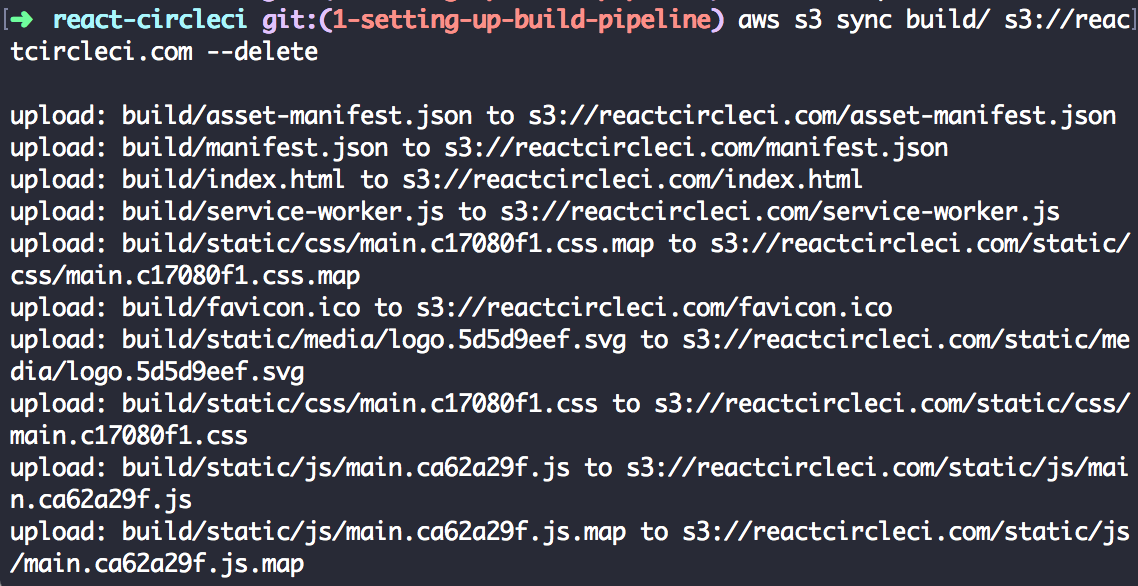 ➜ react-circleci git:(1-setting-up-build-pipeline) aws s3 sync build/ s3://reac
tcircleci.com --delete
upload: build/asset-manifest.json to s3://reactcircleci.com/asset-manifest.json
upload: build/manifest.json to s3://reactcircleci.com/manifest.json
upload: build/index.html to s3://reactcircleci.com/index.html
upload: build/service-worker.js to s3://reactcircleci.com/service-worker.js
upload: build/static/css/main.c17080f1.css.map to s3://reactcircleci.com/static/
css/main.c17080f1.css.map
upload: build/favicon.ico to s3://reactcircleci.com/favicon.ico
upload: build/static/media/logo.5d5d9eef.svg to s3://reactcircleci.com/static/me
dia/logo.5d5d9eef.svg
upload: build/static/css/main.c17080f1.css to s3://reactcircleci.com/static/css/
main.c17080f1.css
upload: build/static/js/main.ca62a29f.js to s3://reactcircleci.com/static/js/mai
n.ca62a29f.js
upload: build/static/js/main.ca62a29f.js.map to s3://reactcircleci.com/static/js
/main.ca62a29f.js.map